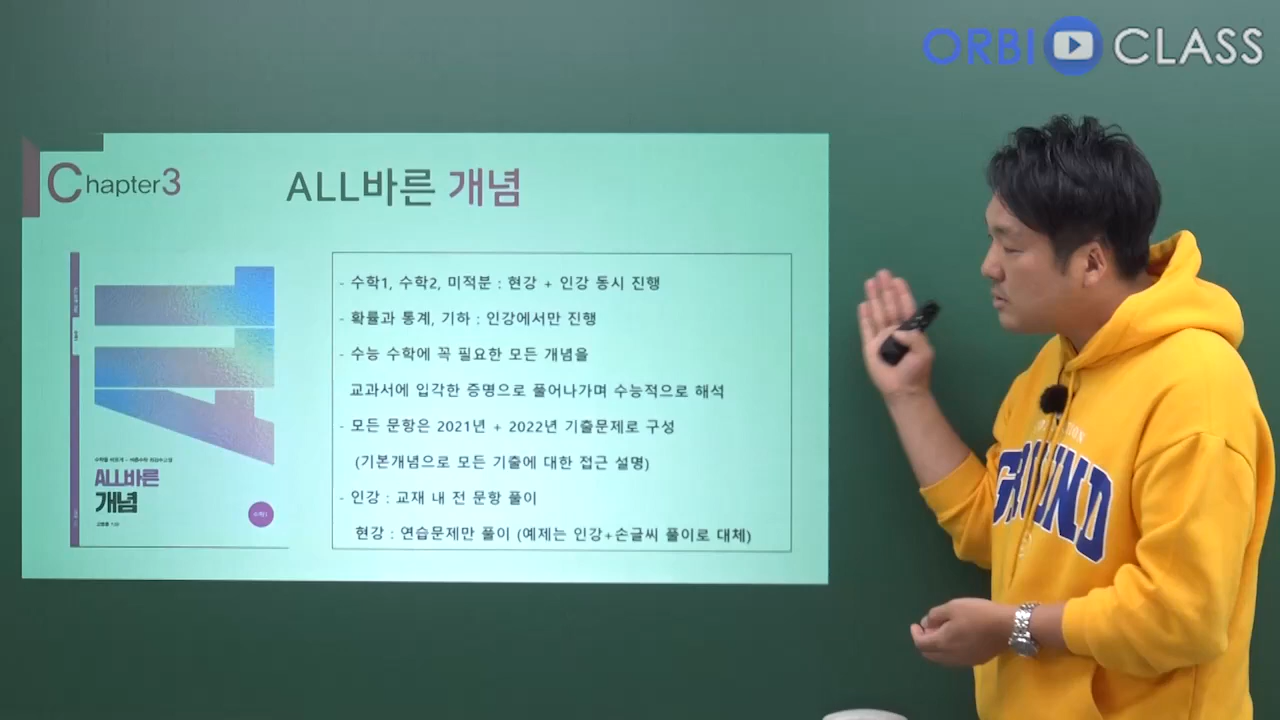 ORBI CLASS
Chapter3
ALL바른 개념
- 수학1, 수학2, 미적분 : 현강 + 인강 동시 진행
- 확률과 통계, 기하 : 인강에서만 진행
- 수능 수학에 꼭 필요한 모든 개념을
교과서에 입각한 증명으로 풀어나가며 수능적으로 해석
- 모든 문항은 2021년 + 2022년 기출문제로 구성
(기본개념으로 모든 기출에 대한 접근 설명)
- 인강 : 교재 내 전 문항 풀이
현강 : 연습문제만 풀이 (예제는 인강+손글씨 풀이로 대체)
ALL
ALL바른
개념
수학1